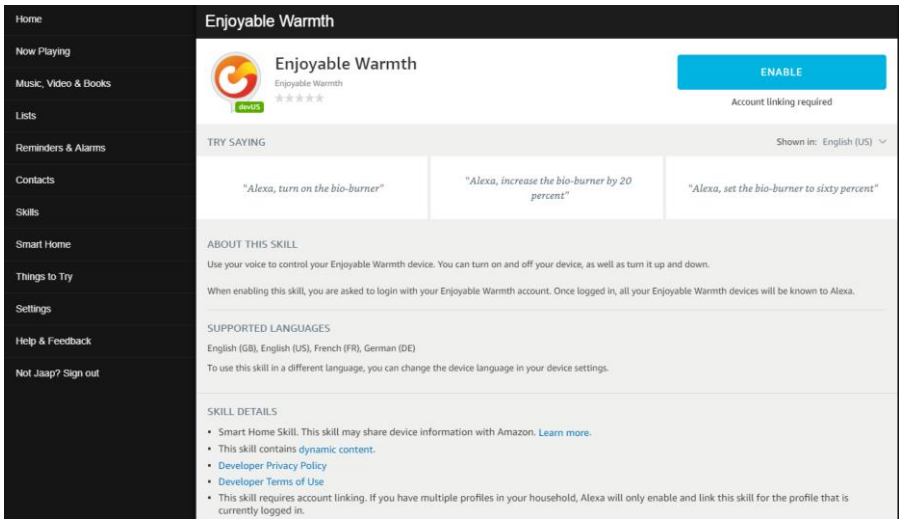 Home
Now Playing
Music, Video & Books
Lists
Reminders & Alarms
Contacts
Skills
Smart Home
Things to Try
Settings
Help & Feedback
Not Jaap? Sign out
Enjoyable Warmth
Enjoyable Warmth
Enjoyable Warmth
devUS
ENABLE
Account linking required
TRY SAYING
Shown in: English (US)
"Alexa, turn on the bio-burner"
"Alexa, increase the bio-burner by 20
percent"
"Alexa, set the bio-burner to sixty percent"
ABOUT THIS SKILL
Use your voice to control your Enjoyable Warmth device. You can turn on and off your device, as well as turn it up and down.
When enabling this skill, you are asked to login with your Enjoyable Warmth account. Once logged in, all your Enjoyable Warmth devices will be known to Alexa.
SUPPORTED LANGUAGES
English (GB), English (US), French (FR), German (DE)
To use this skill in a different language, you can change the device language in your device settings.
SKILL DETAILS
• Smart Home Skill. This skill may share device information with Amazon. Learn more.
• This skill contains dynamic content.
• Developer Privacy Policy
• Developer Terms of Use
• This skill requires account linking. If you have multiple profiles in your household, Alexa will only enable and link this skill for the profile that is
currently logged in.